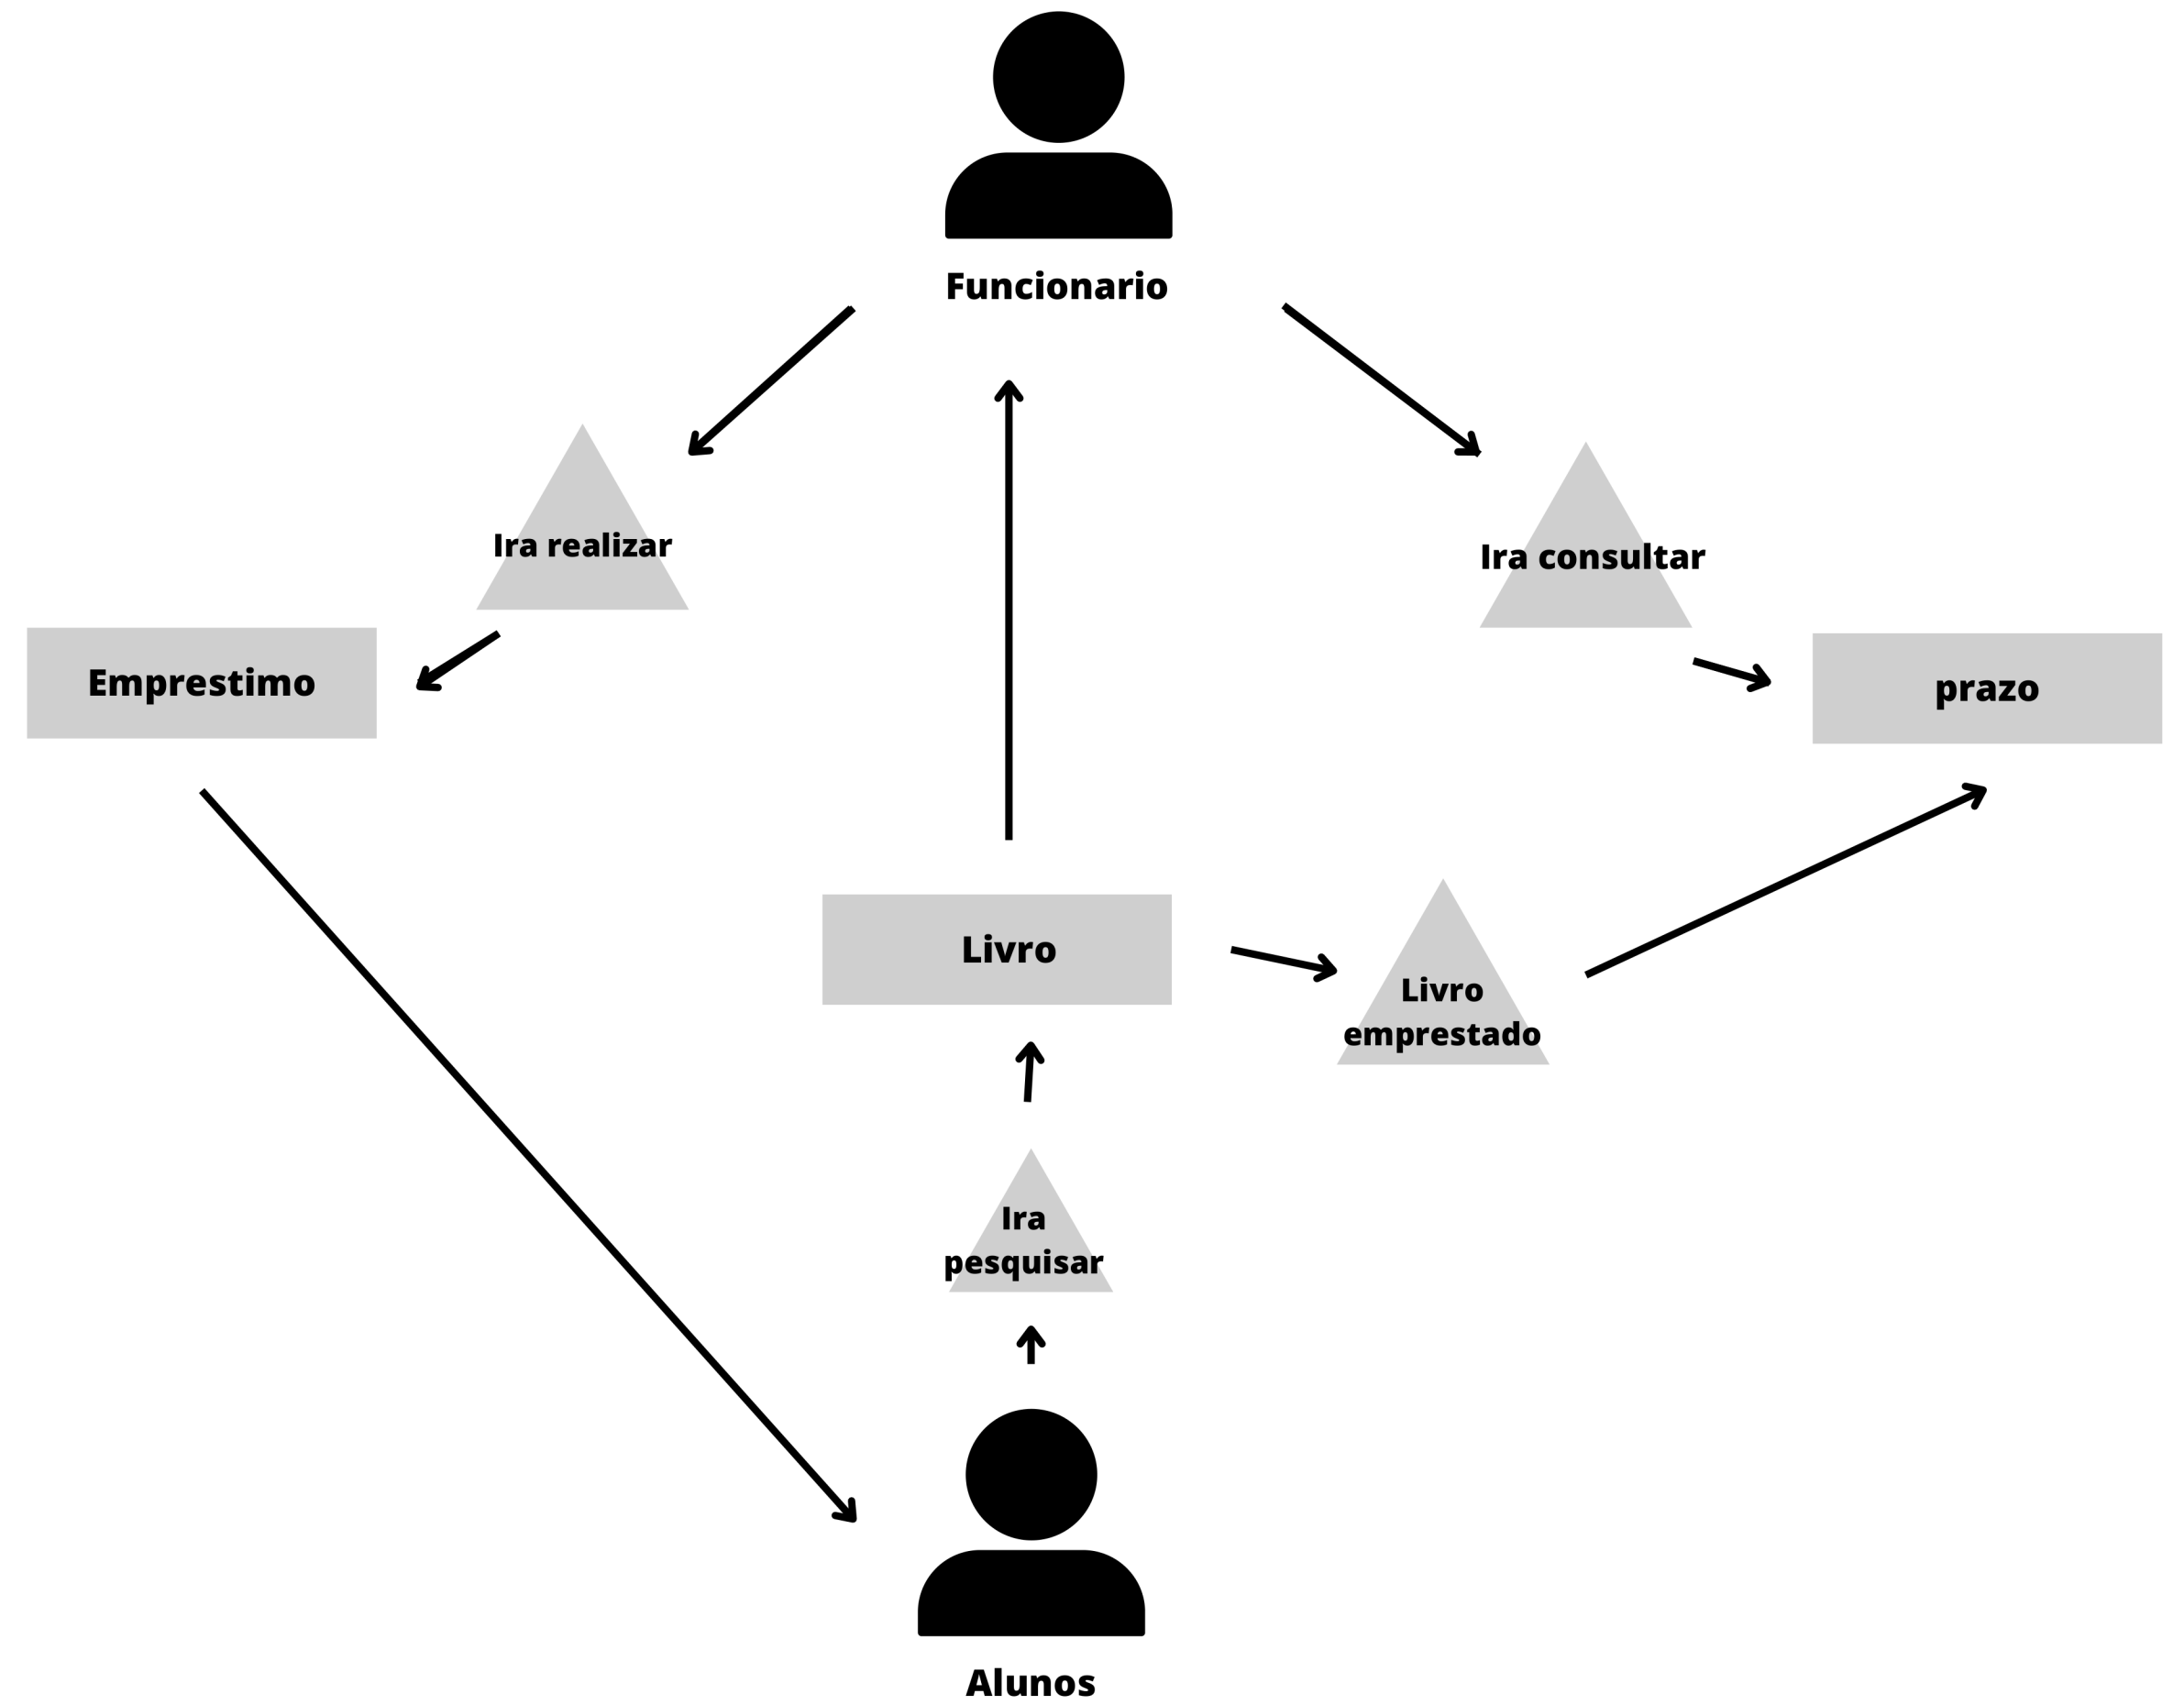 Funcionario
Ira realizar
Ira consultar
Emprestimo
prazo
Livro
Livro
emprestado
Ira
pesquisar
Alunos